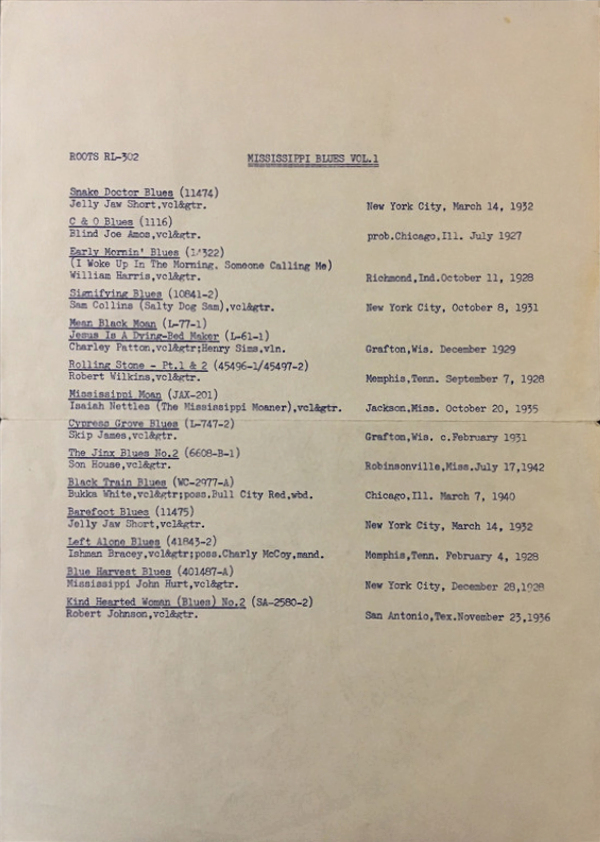 ROOTS RL-302 MISSISSIPPI BLUES VOL.1
Snake Doctor Blues (11474)
Jelly Jaw Short,vcl&gtr. New York City, March 14, 1932
C & O Blues (1116)
Blind Joe Amos,vcl&gtr. prob.Chicago,Ill. July 1927
Early Mornin' Blues
(I Woke Up In The Morning. Someone Calling Me)
William Harris,vcl&gtr. Richmond,Ind.October 11, 1928
Signifying Blues (10841-2)
Sam Collins (Salty Dog Sam),vcl&gtr. New York City, October 8, 1931
Mean Black Moan (L-77-1)
Jesus Is A Dying-Bed Maker (L-61-1)
Charley Patton,vcl&gtr;Henry Sims,vln. Grafton,Wis. December 1929
Rolling Stone - Pt.1 & 2 (45496-1/45497-2)
Robert Wilkins,vcl&gtr. Memphis,Tenn. September 7, 1928
Mississippi Moan (JAX-201)
Isaiah Nettles (The Mississippi Moaner),vcl&gtr. Jackson,Miss. October 20, 1935
Cypress Grove Blues (L-747-2)
Skip James,vcl&gtr. Grafton,Wis. c.February 1931
The Jinx Blues No.2 (6608-B-1)
Son House,vcl&gtr. Robinsonville,Miss.July 17,1942
Black Train Blues (WC-2977-A)
Bukka White,vcl&gtr;poss.Bull City Red,wbd. Chicago,Ill. March 7, 1940
Barefoot Blues (11475)
Jelly Jaw Short,vcl&gtr. New York City, March 14, 1932
Left Alone Blues (41843-2)
Ishman Bracey,vcl&gtr;poss.Charly McCoy,mand. Memphis,Tenn. February 4, 1928
Blue Harvest Blues (401487-A)
Mississippi John Hurt,vcl&gtr. New York City, December 28,1928
Kind Hearted Woman (Blues) No.2 (SA-2580-2)
Robert Johnson,vcl&gtr. San Antonio,Tex.November 23,1936